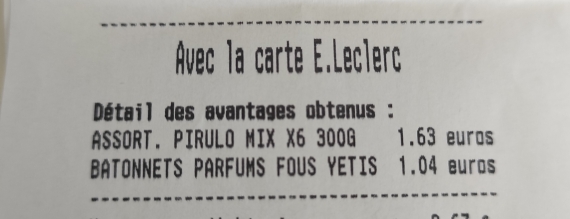 Avec la carte E.Leclerc
Détail des avantages obtenus :
ASSORT. PIRULO MIX X6 300G 1.63 euros
BATONNETS PARFUMS FOUS YETIS 1.04 euros